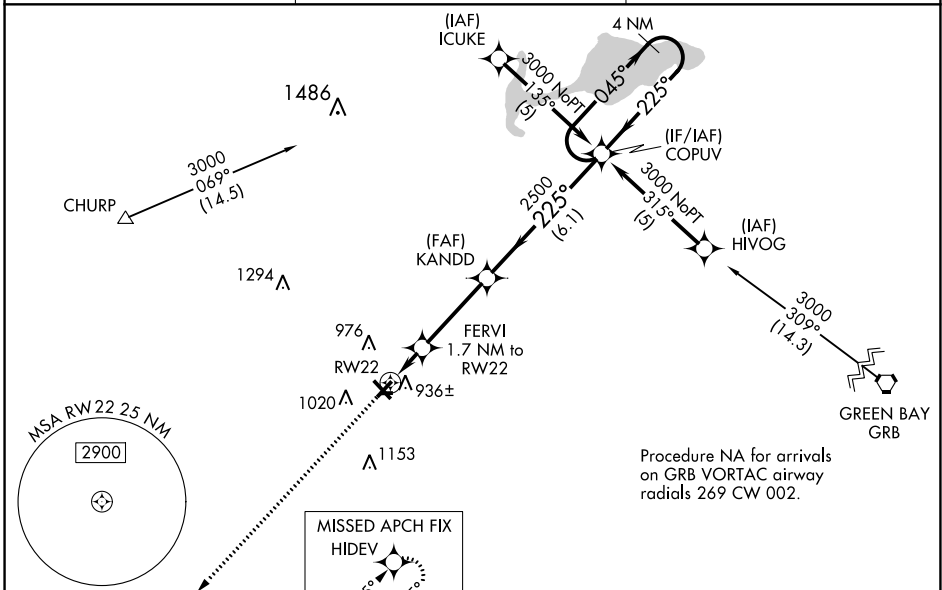 (IAF)
ICUKE
4 NM
3000 NoPT
135°
(5)
045°
225°
1486
(IF/IAF)
COPUV
3000
069°
(14.5)
CHURP
2500
225°
(6.1)
3000 NoPT
315°
(5)
(IAF)
HIVOG
(FAF)
KANDD
1294
3000
309°
(14.3)
976
FERVI
1.7 NM to
RW22
RW22
936±
1020
GREEN BAY
GRB
MSA RW 22 25 NM
2900
1153
Procedure NA for arrivals
on GRB VORTAC airway
radials 269 CW 002.
MISSED APCH FIX
HIDEV